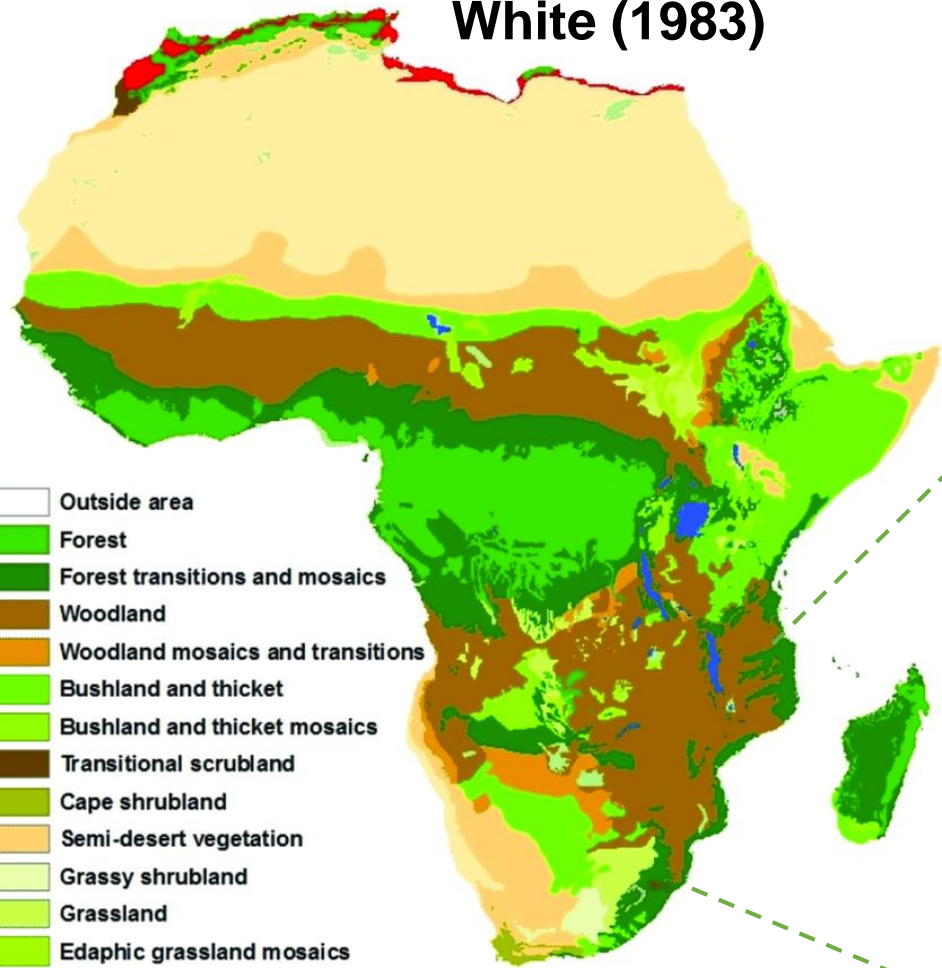 White (1983)
Outside area
Forest
Forest transitions and mosaics
Woodland
Woodland mosaics and transitions
Bushland and thicket
Bushland and thicket mosaics
Transitional scrubland
Cape shrubland
Semi-desert vegetation
Grassy shrubland
Grassland
Edaphic grassland mosaics